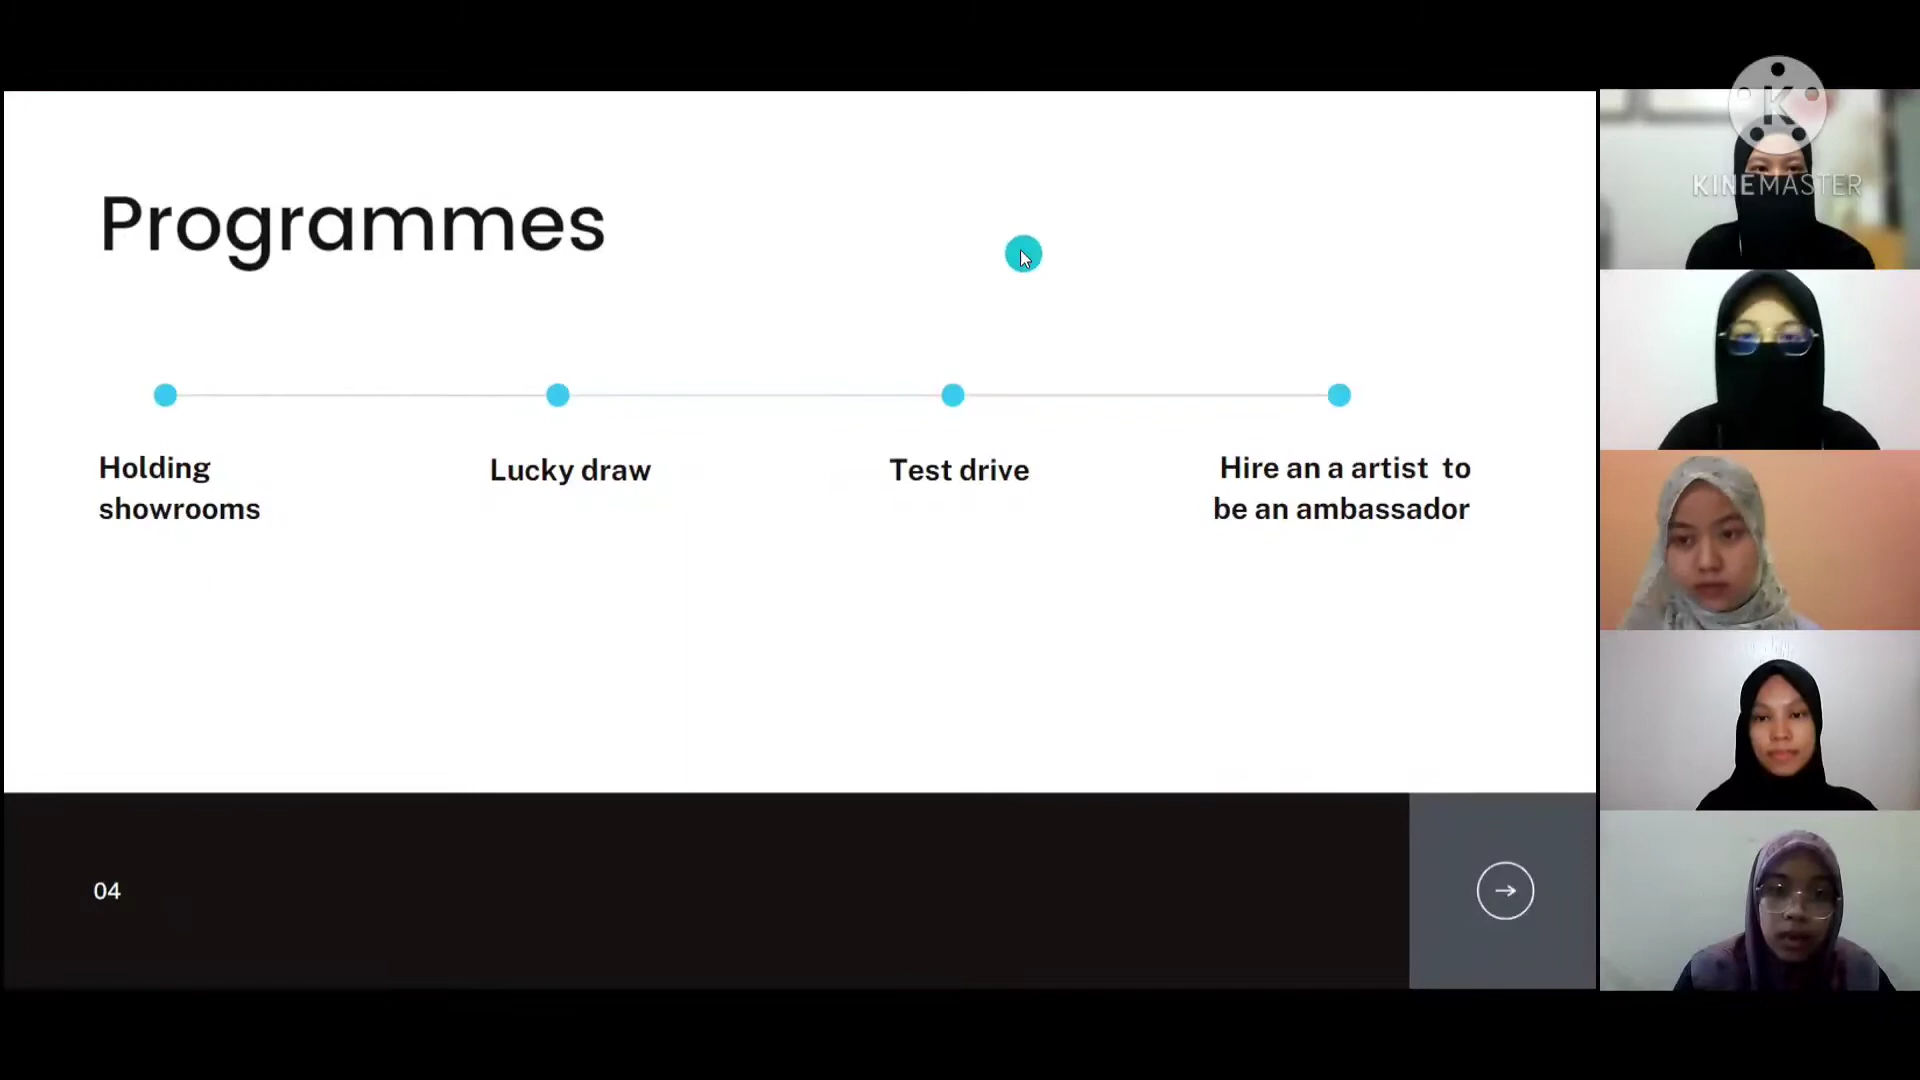 Programmes
Holding
showrooms
Lucky draw
Test drive
Hire an a artist to
be an ambassador
04
K
KINEMASTER